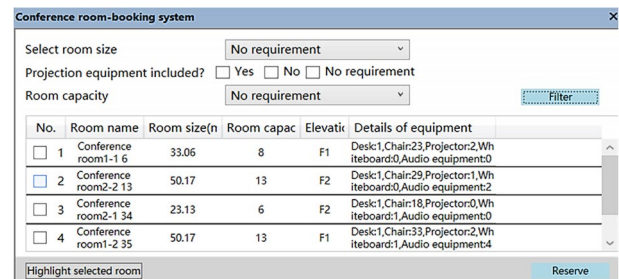 Conference room-booking system ×
Select room size No requirement
Projection equipment included? Yes No No requirement
Room capacity No requirement Filter
No. Room name Room size(n Room capac Elevatic Details of equipment
1 Conference room1-1 6 33.06 8 F1 Desk:1,Chair:23,Projector:2,Wh
iteboard:0,Audio equipment:0
2 Conference room2-2 13 50.17 13 F2 Desk:1,Chair:29,Projector:1,Wh
iteboard:0,Audio equipment:2
3 Conference room2-1 34 23.13 6 F2 Desk:1,Chair:18,Projector:0,Wh
iteboard:1,Audio equipment:0
4 Conference room1-2 35 50.17 13 F1 Desk:1,Chair:33,Projector:2,Wh
iteboard:1,Audio equipment:4
Highlight selected room Reserve